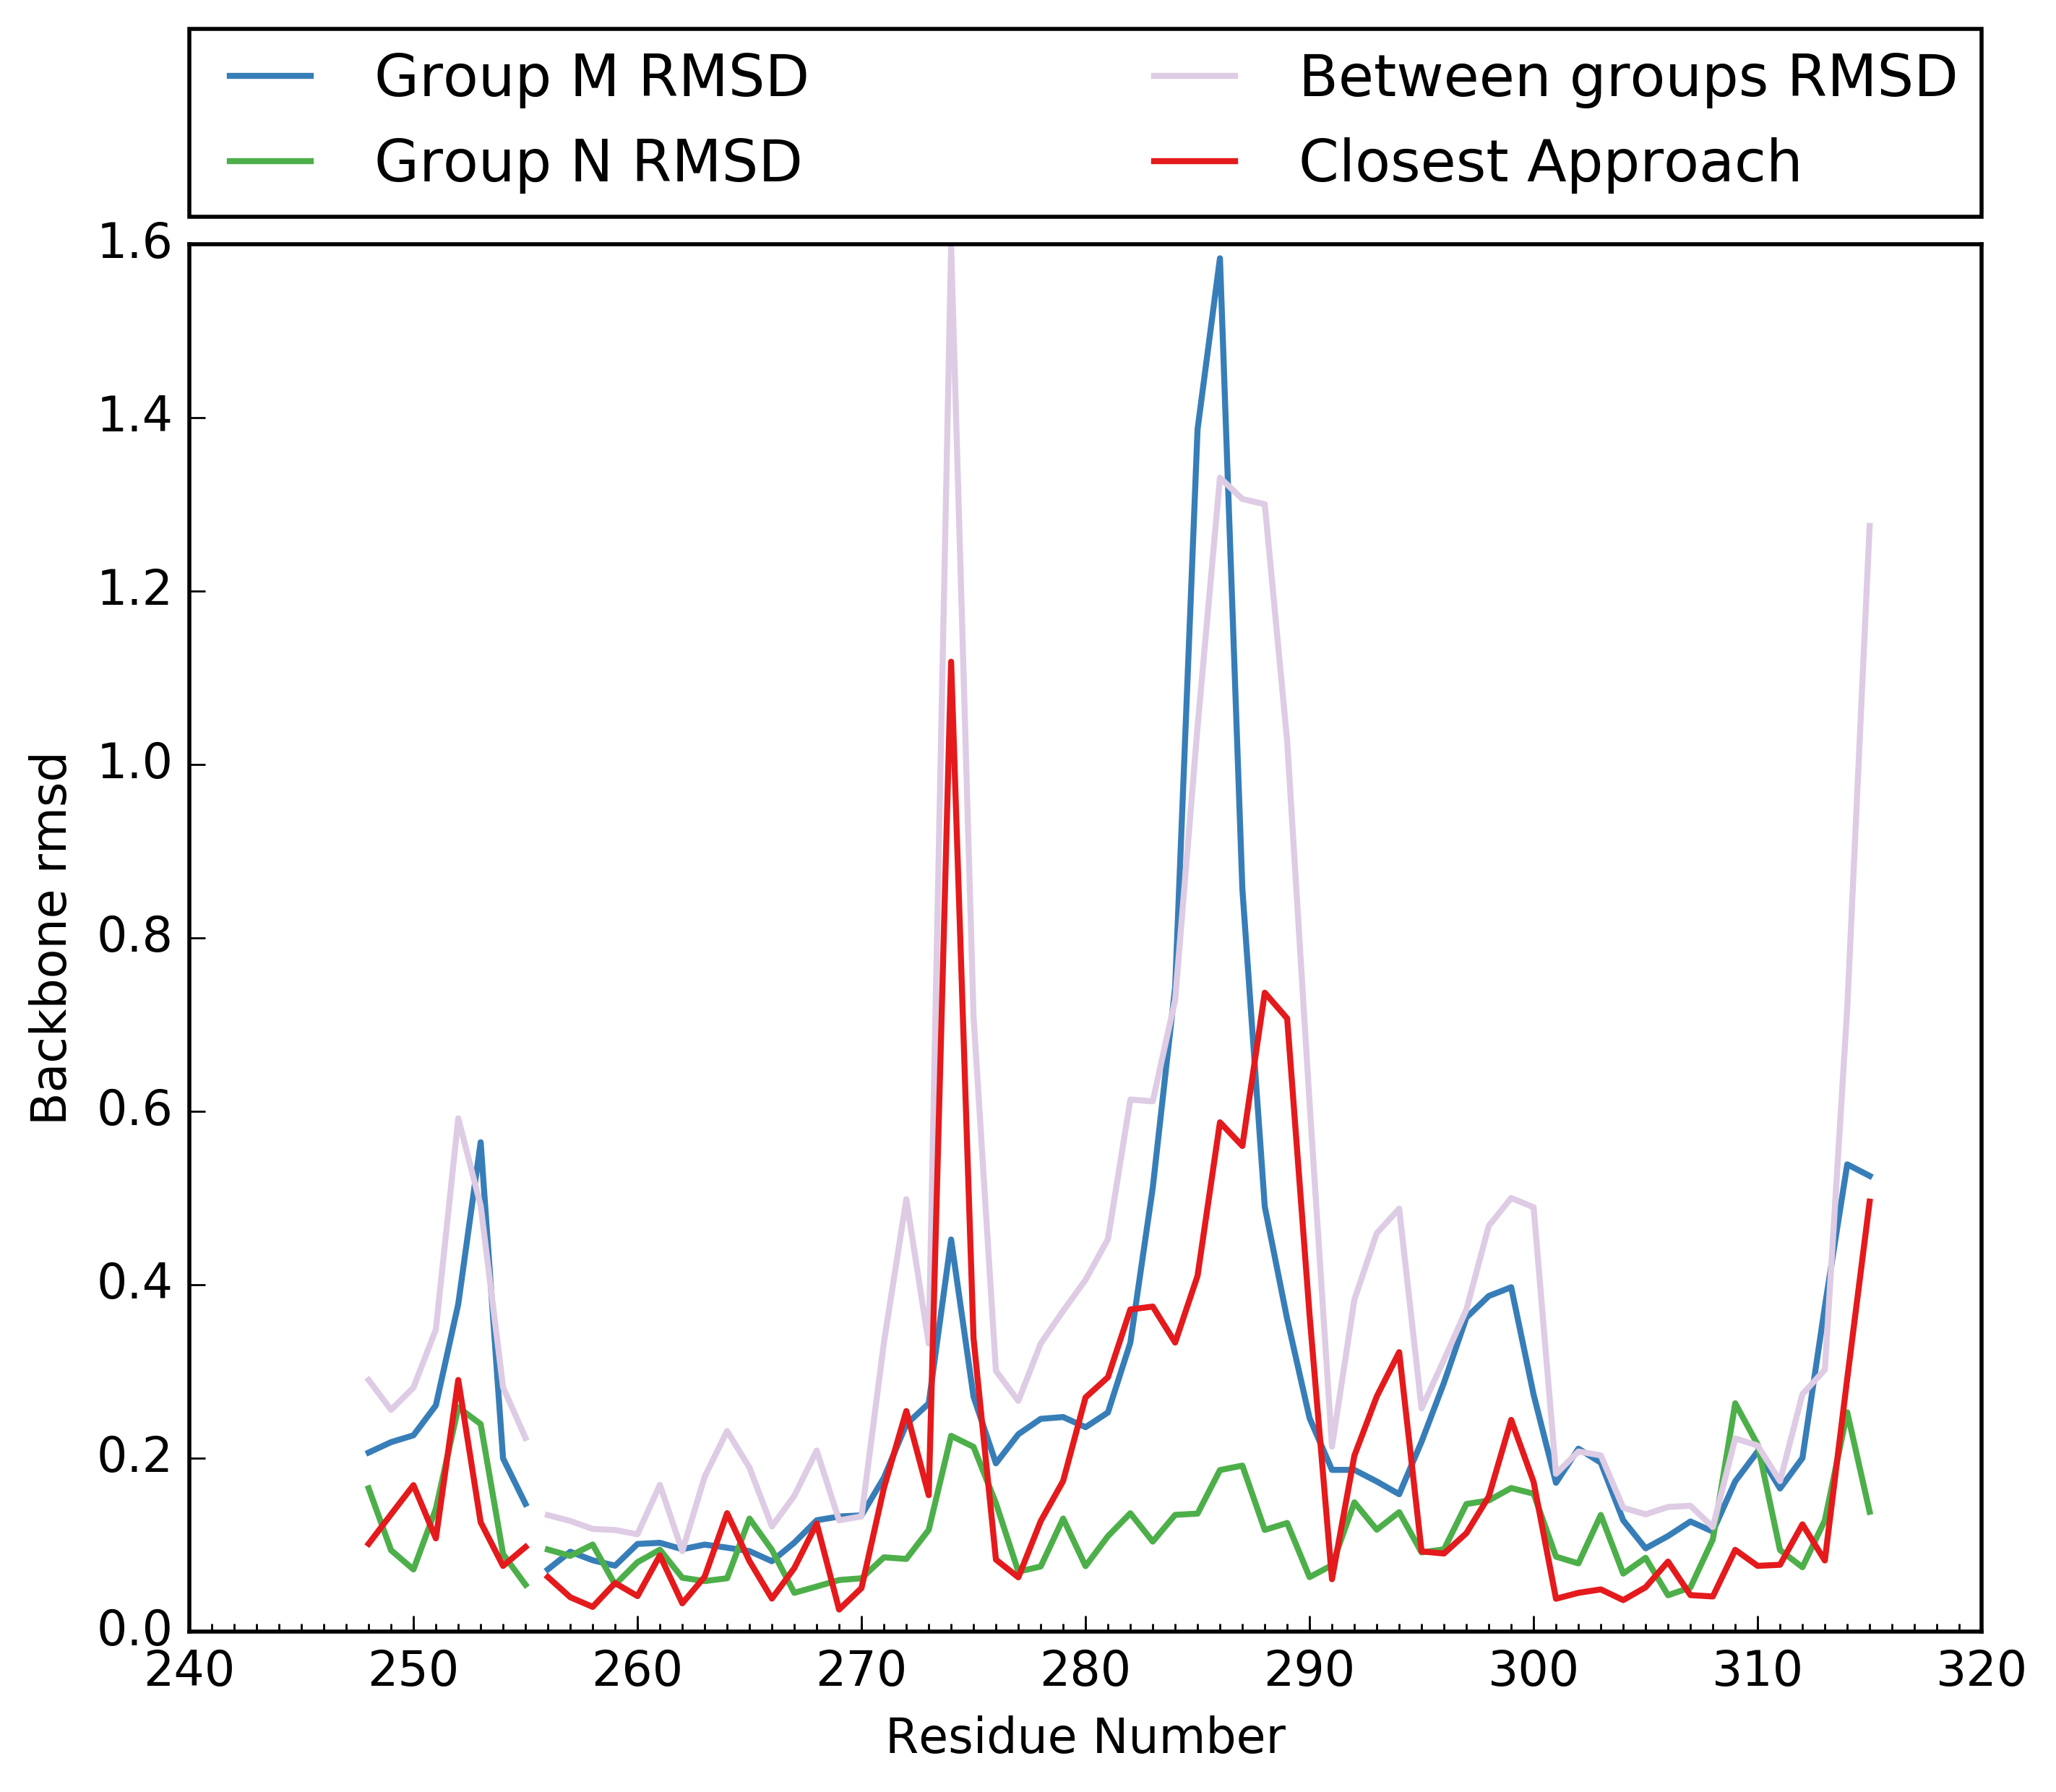 Group M RMSD
Group N RMSD
Between groups RMSD
Closest Approach
1.6
1.4
1.2
1.0
0.8
0.6
0.4
0.2
0.0
Backbone rmsd
240 250 260 270 280 290 300 310 320
Residue Number